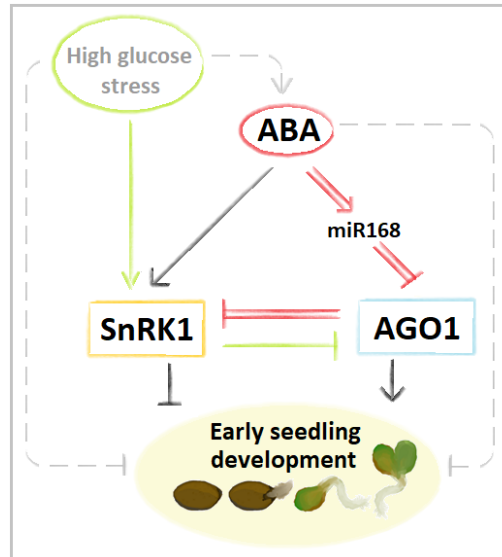 High glucose
stress
ABA
miR168
SnRK1
AGO1
Early seedling
development